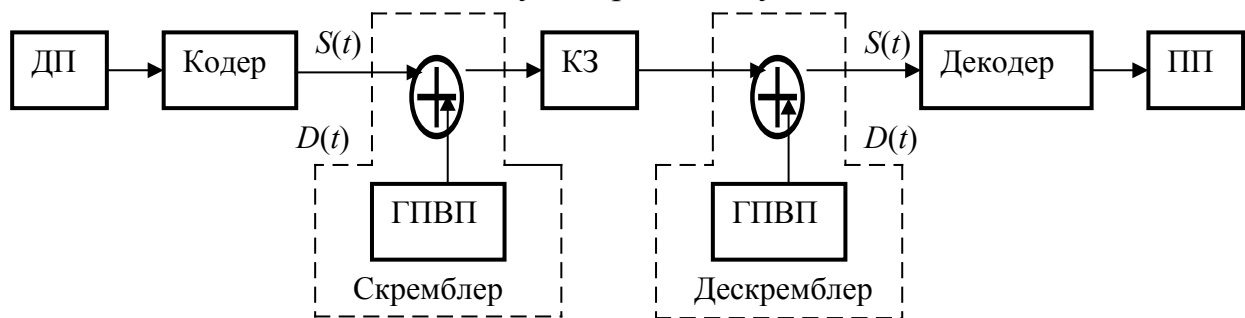 ДП
Кодер
S(t)
КЗ
S(t)
Декодер
ПП
D(t)
D(t)
ГПВП
ГПВП
Скремблер
Дескремблер